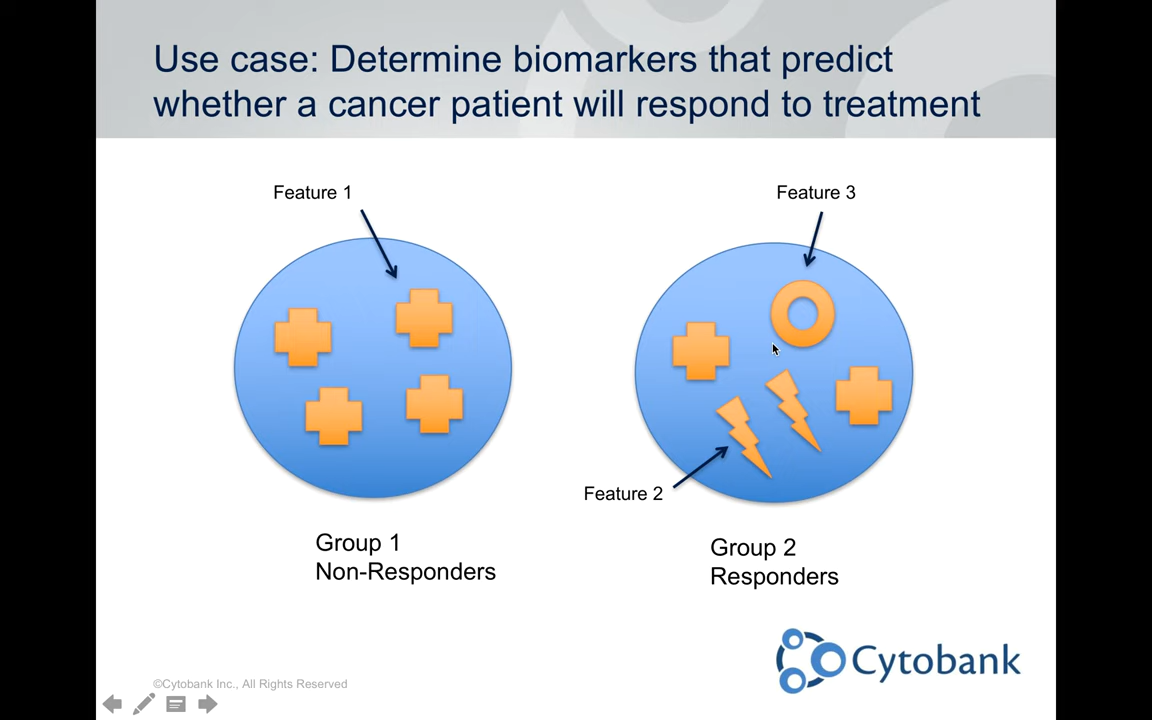 Use case: Determine biomarkers that predict
whether a cancer patient will respond to treatment
Feature 1
Feature 3
Feature 2
Group 1
Non-Responders
Group 2
Responders
Cytobank
©Cytobank Inc., All Rights Reserved